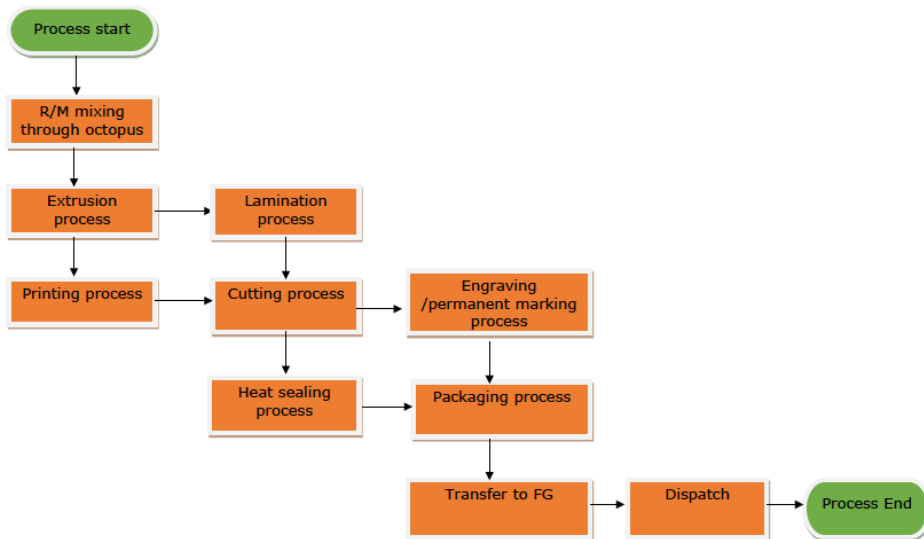 Process start
R/M mixing
through octopus
Extrusion
process
Lamination
process
Printing process
Cutting process
Engraving
/permanent marking
process
Heat sealing
process
Packaging process
Transfer to FG
Dispatch
Process End